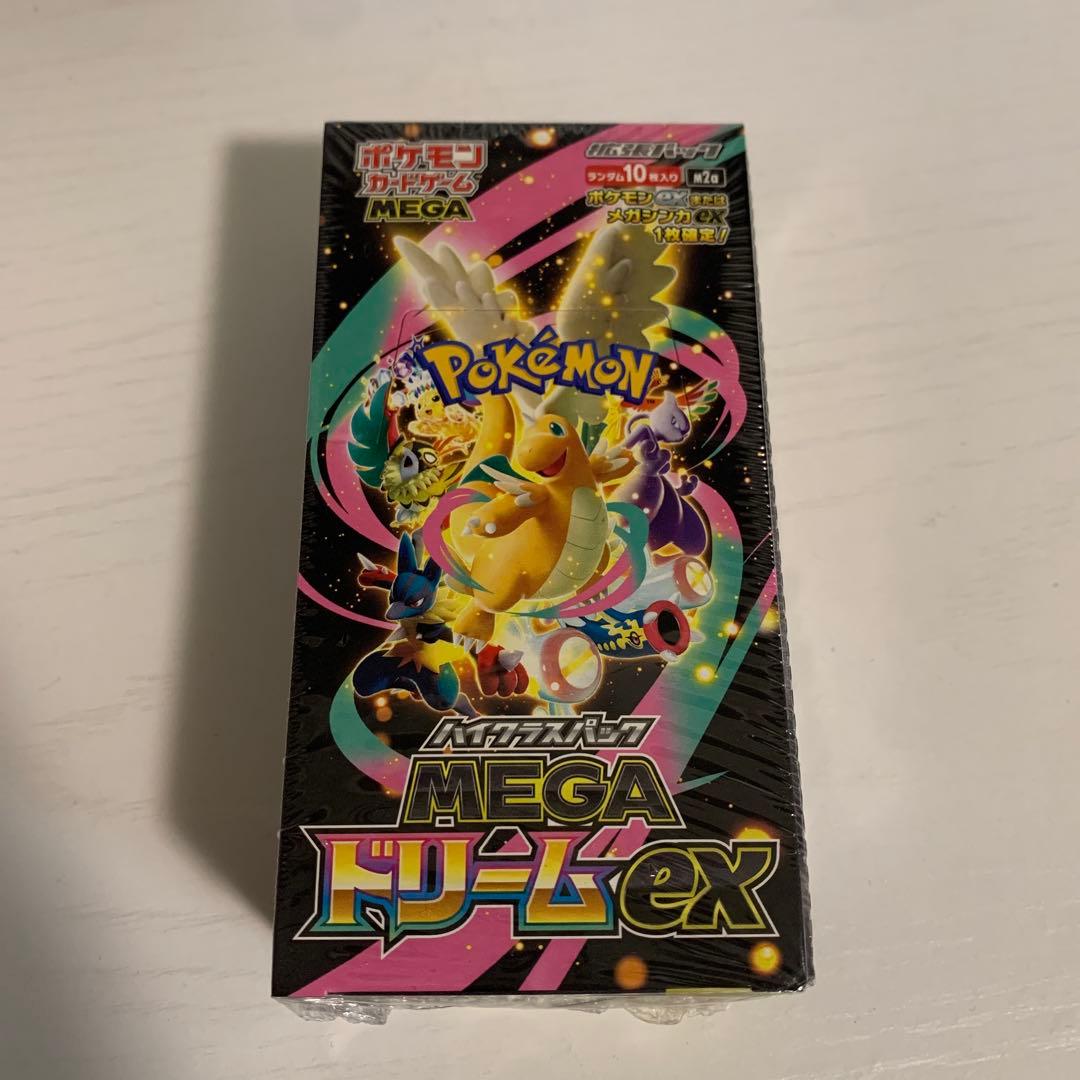 ポケモン
カードゲーム
MEGA
拡張パック
ランダム10枚入り M2a
ポケモンexまたは
メガシンカex
1枚確定!
POKéMON
TM
ハイクラスパック
MEGA
ドリームex